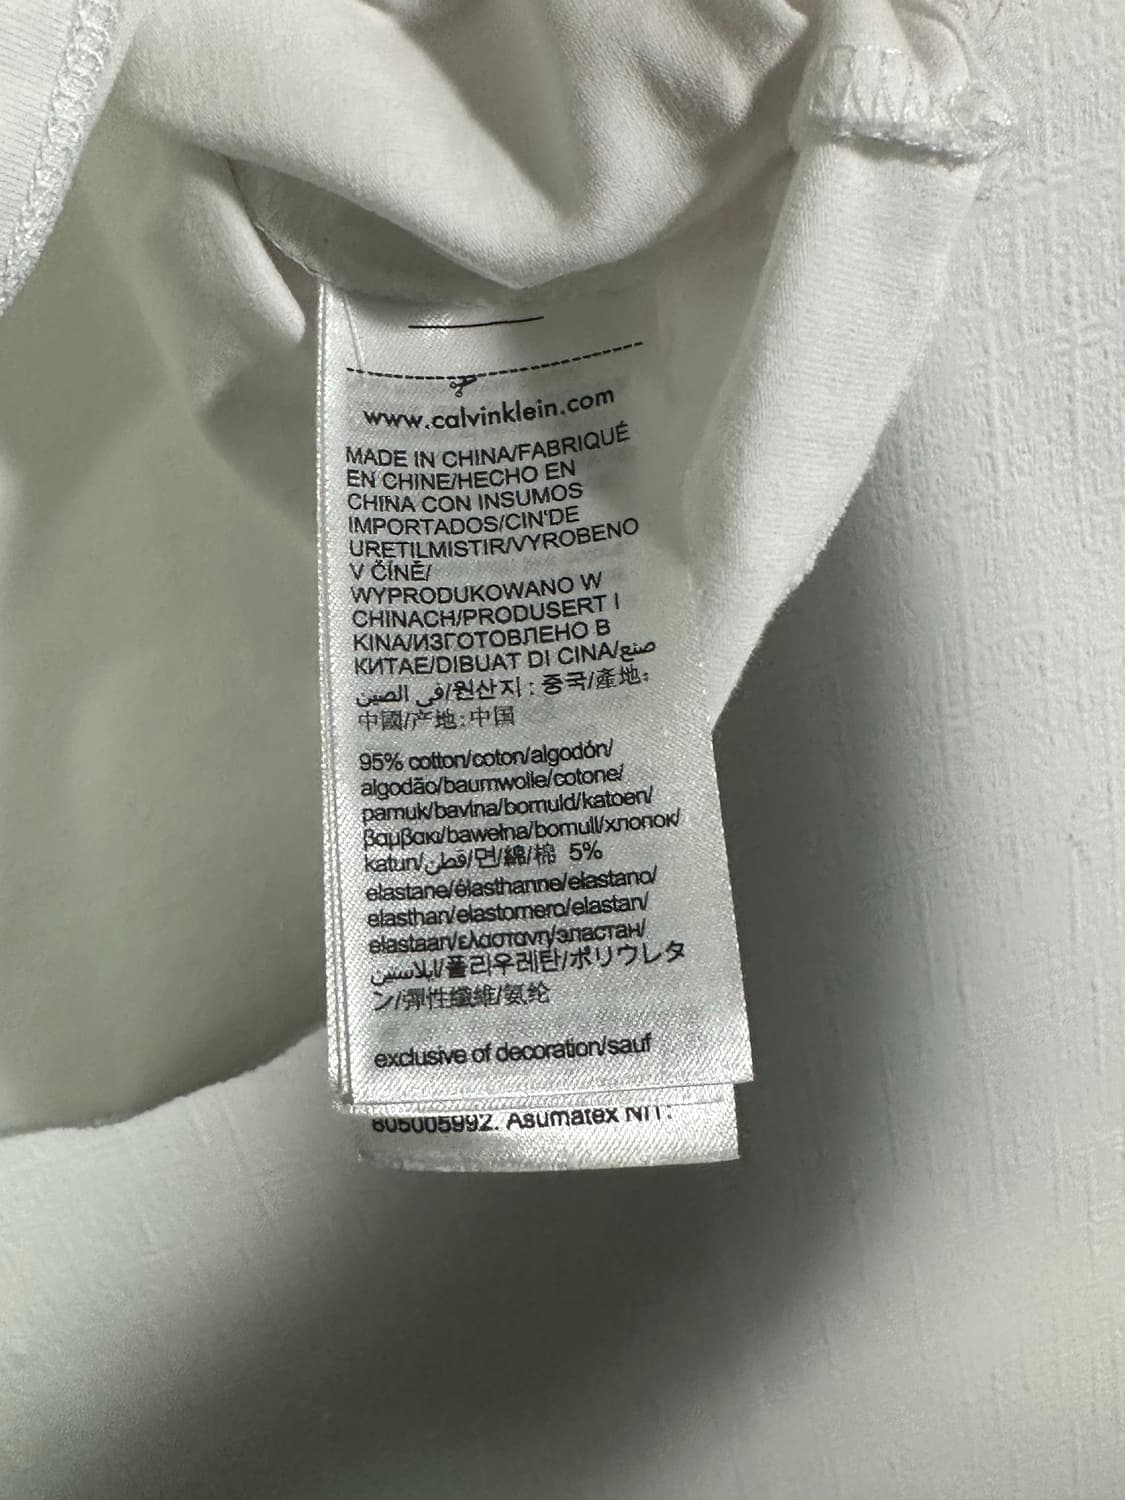 www.calvinklein.com
MADE IN CHINA/FABRIQUÉ
EN CHINE/HECHO EN
CHINA CON INSUMOS
IMPORTADOS/CIN'DE
URETILMISTIR/VYROBENO
V ČÍNĚ/
WYPRODUKOWANO W
CHINACH/PRODUSERT I
KINA/ИЗГОТОВЛЕНО В
КИТАЕ/DIBUAT DI CINA/صنع
في الصين/원산지 : 중국/產地:
中國/产地:中国
95% cotton/coton/algodón/
algodão/baumwolle/cotone/
pamuk/bavlna/bomuld/katoen/
βαμβακι/bawełna/bomull/хлопок/
katun/قطن/면/綿/棉 5%
elastane/élasthanne/elastano/
elasthan/elastomero/elastan/
elastaan/ελαστανη/эластан/
ايلاستين/폴리우레탄/ポリウレタ
ン/彈性纖維/氨纶
exclusive of decoration/sauf
805005992. Asumatex NIT: